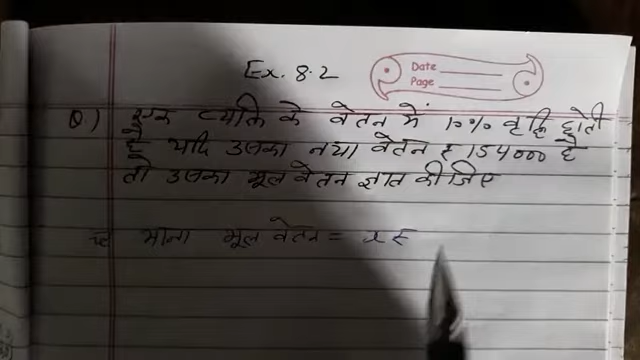 Ex. 8.2
Date
Page
Q) एक व्यक्ति के वेतन में 10% वृद्धि होती
है यदि उसका नया वेतन ₹ 154000 है
तो उसका मूल वेतन ज्ञात कीजिए
माना मूल वेतन = x ₹